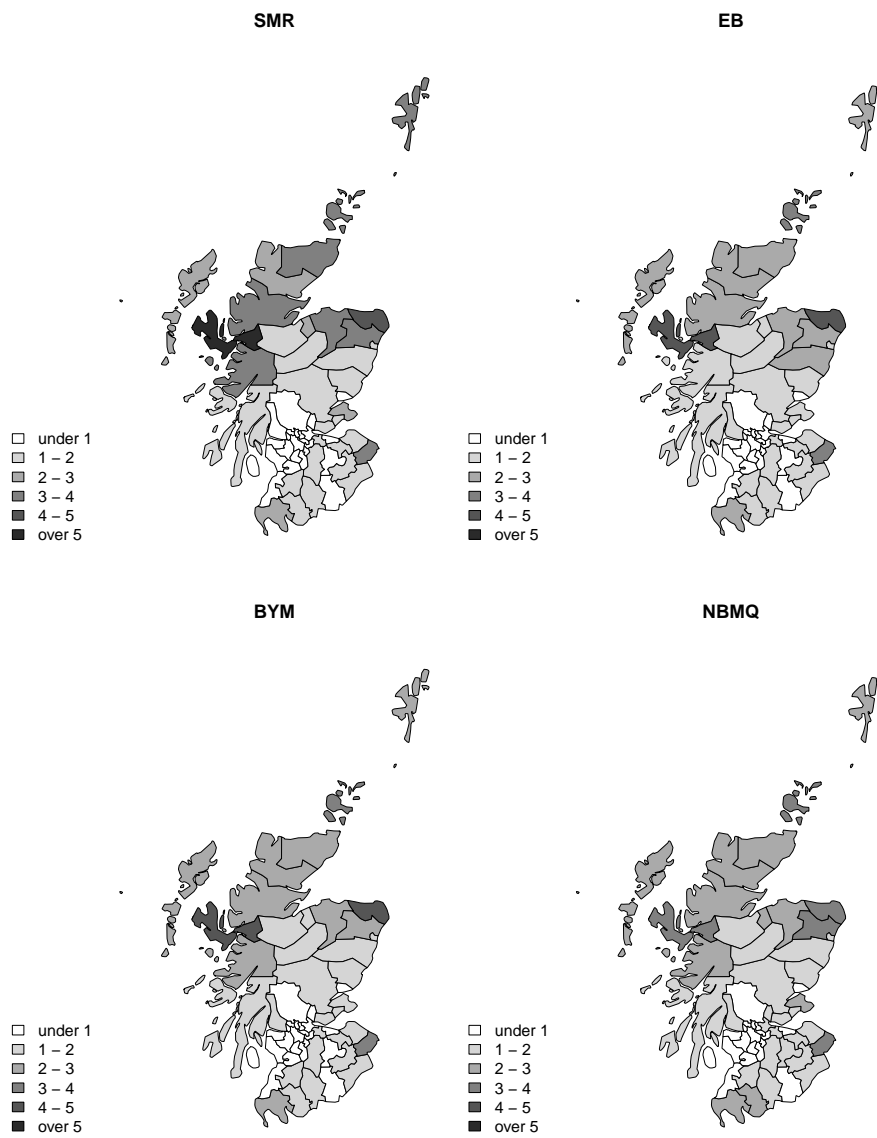 SMR
under 1
1 – 2
2 – 3
3 – 4
4 – 5
over 5
EB
under 1
1 – 2
2 – 3
3 – 4
4 – 5
over 5
BYM
under 1
1 – 2
2 – 3
3 – 4
4 – 5
over 5
NBMQ
under 1
1 – 2
2 – 3
3 – 4
4 – 5
over 5